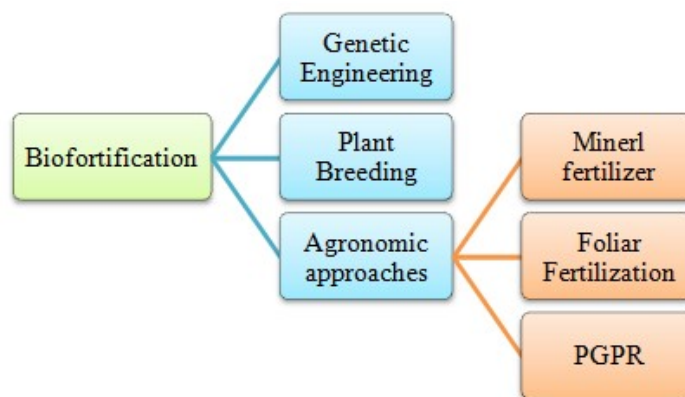 Biofortification
Genetic
Engineering
Plant
Breeding
Agronomic
approaches
Minerl
fertilizer
Foliar
Fertilization
PGPR